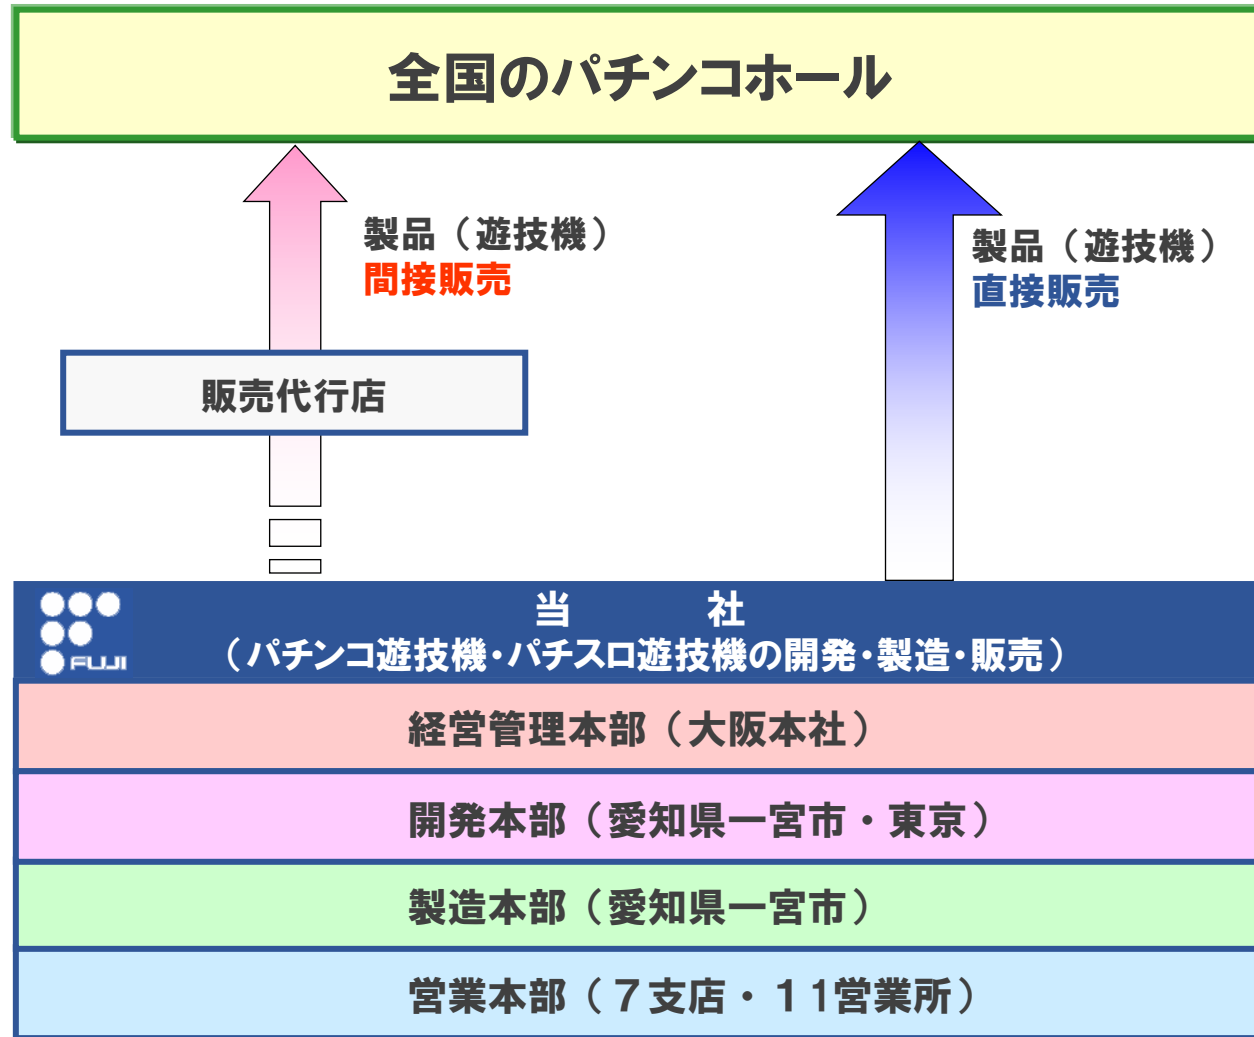 全国のパチンコホール
製品（遊技機）
間接販売
製品（遊技機）
直接販売
販売代行店
FUJI
当　社
（パチンコ遊技機・パチスロ遊技機の開発・製造・販売）
経営管理本部（大阪本社）
開発本部（愛知県一宮市・東京）
製造本部（愛知県一宮市）
営業本部（７支店・１1営業所）